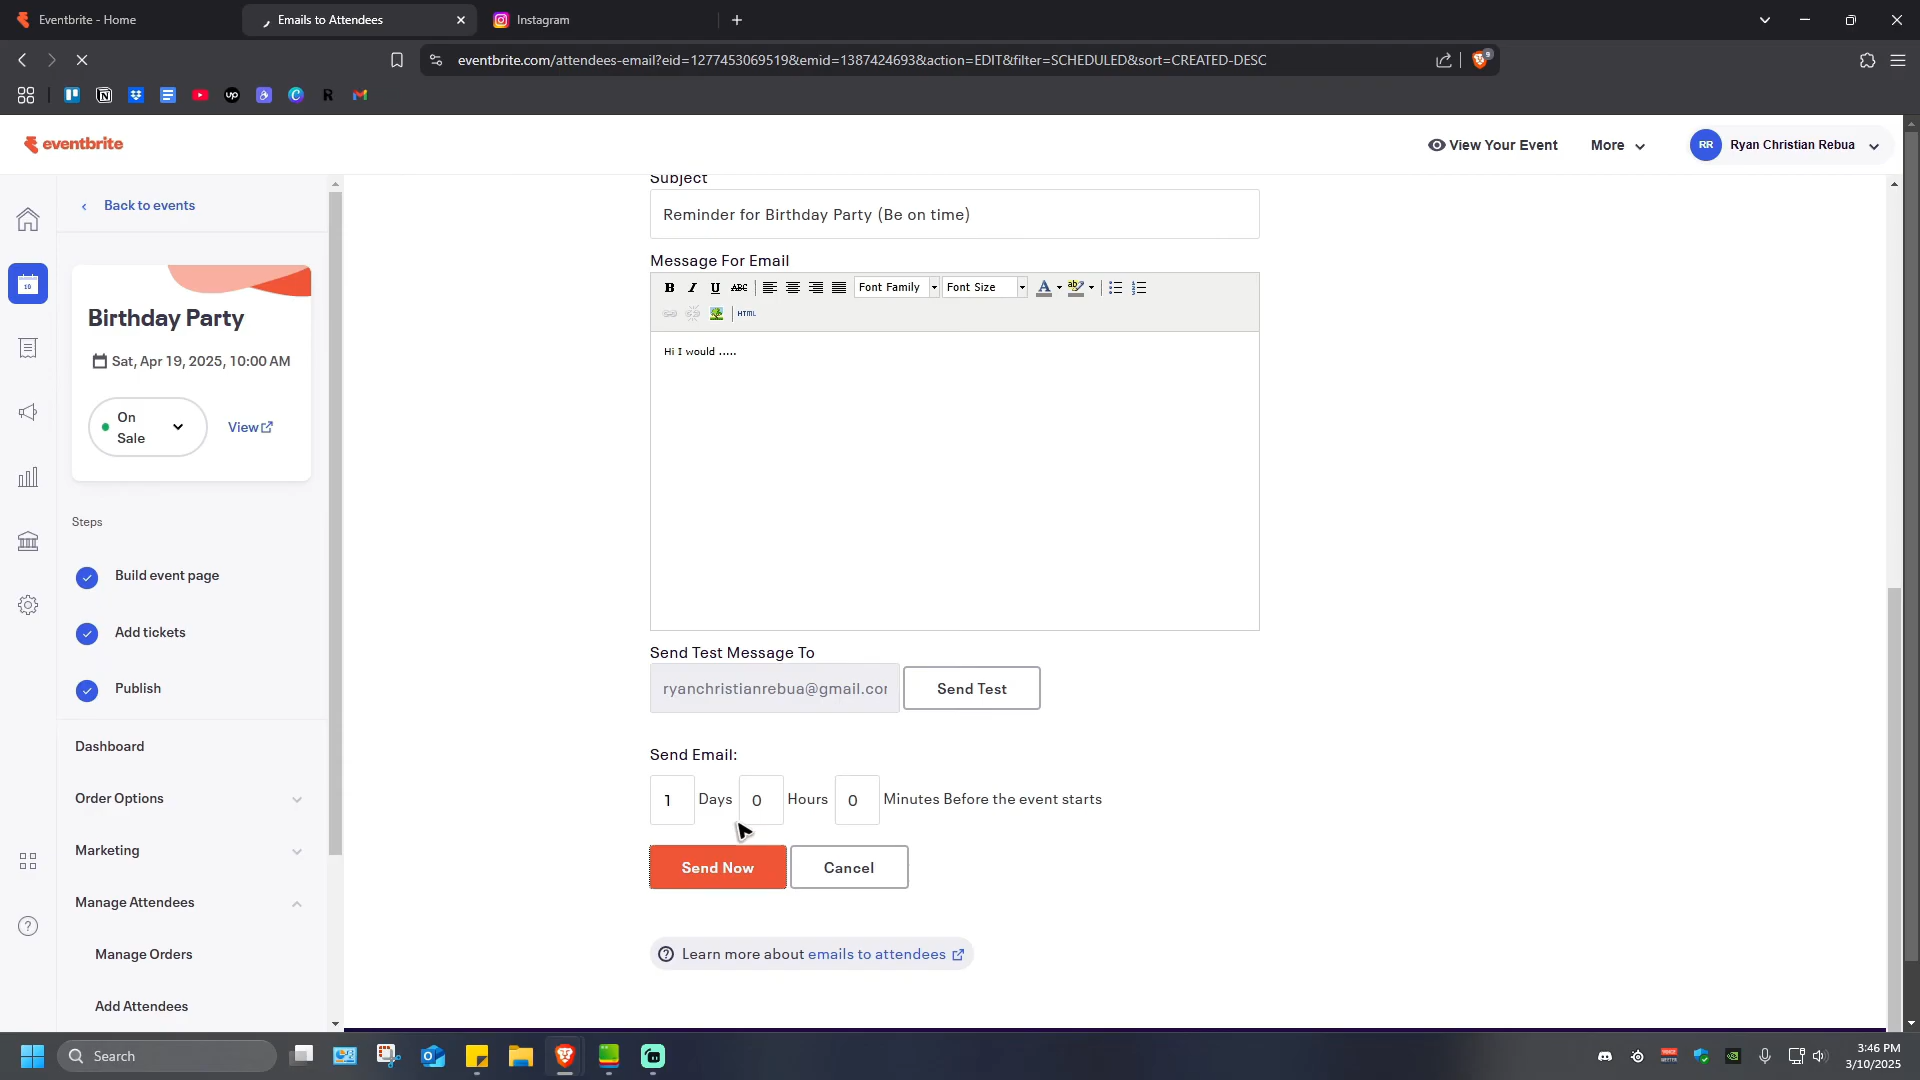 Eventbrite - Home
Emails to Attendees
Instagram
eventbrite.com/attendees-email?eid=1277453069519&emid=1387424693&action=EDIT&filter=SCHEDULED&sort=CREATED-DESC
eventbrite
View Your Event
More
RR
Ryan Christian Rebua
Back to events
Birthday Party
Sat, Apr 19, 2025, 10:00 AM
On
Sale
View
Steps
Build event page
Add tickets
Publish
Dashboard
Order Options
Marketing
Manage Attendees
Manage Orders
Add Attendees
Subject
Reminder for Birthday Party (Be on time)
Message For Email
B I U ABC Font Family Font Size A ab
HTML
Hi I would .....
Send Test Message To
ryanchristianrebua@gmail.cor
Send Test
Send Email:
1 Days 0 Hours 0 Minutes Before the event starts
Send Now
Cancel
Learn more about emails to attendees
Search
3:46 PM
3/10/2025